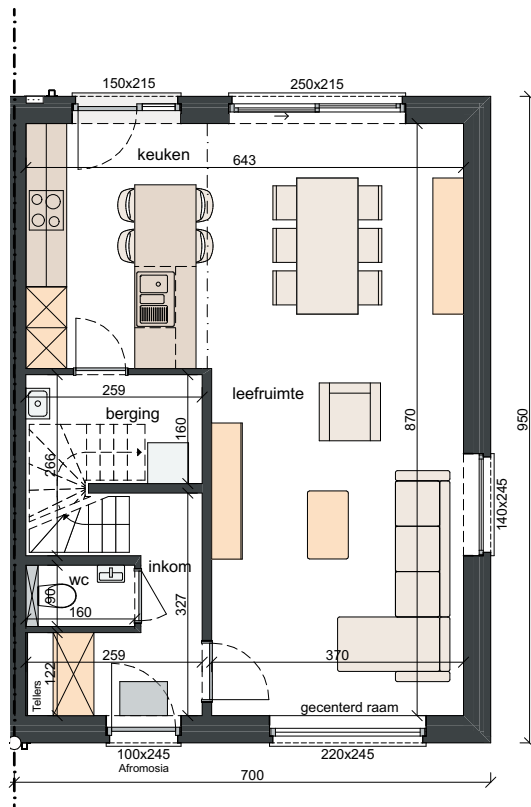 150x215
250x215
keuken
643
259
berging
leefruimte
160
870
950
266
140x245
wc
inkom
90
160
327
259
370
122
Tellers
gecenterd raam
100x245
Afromosia
220x245
700